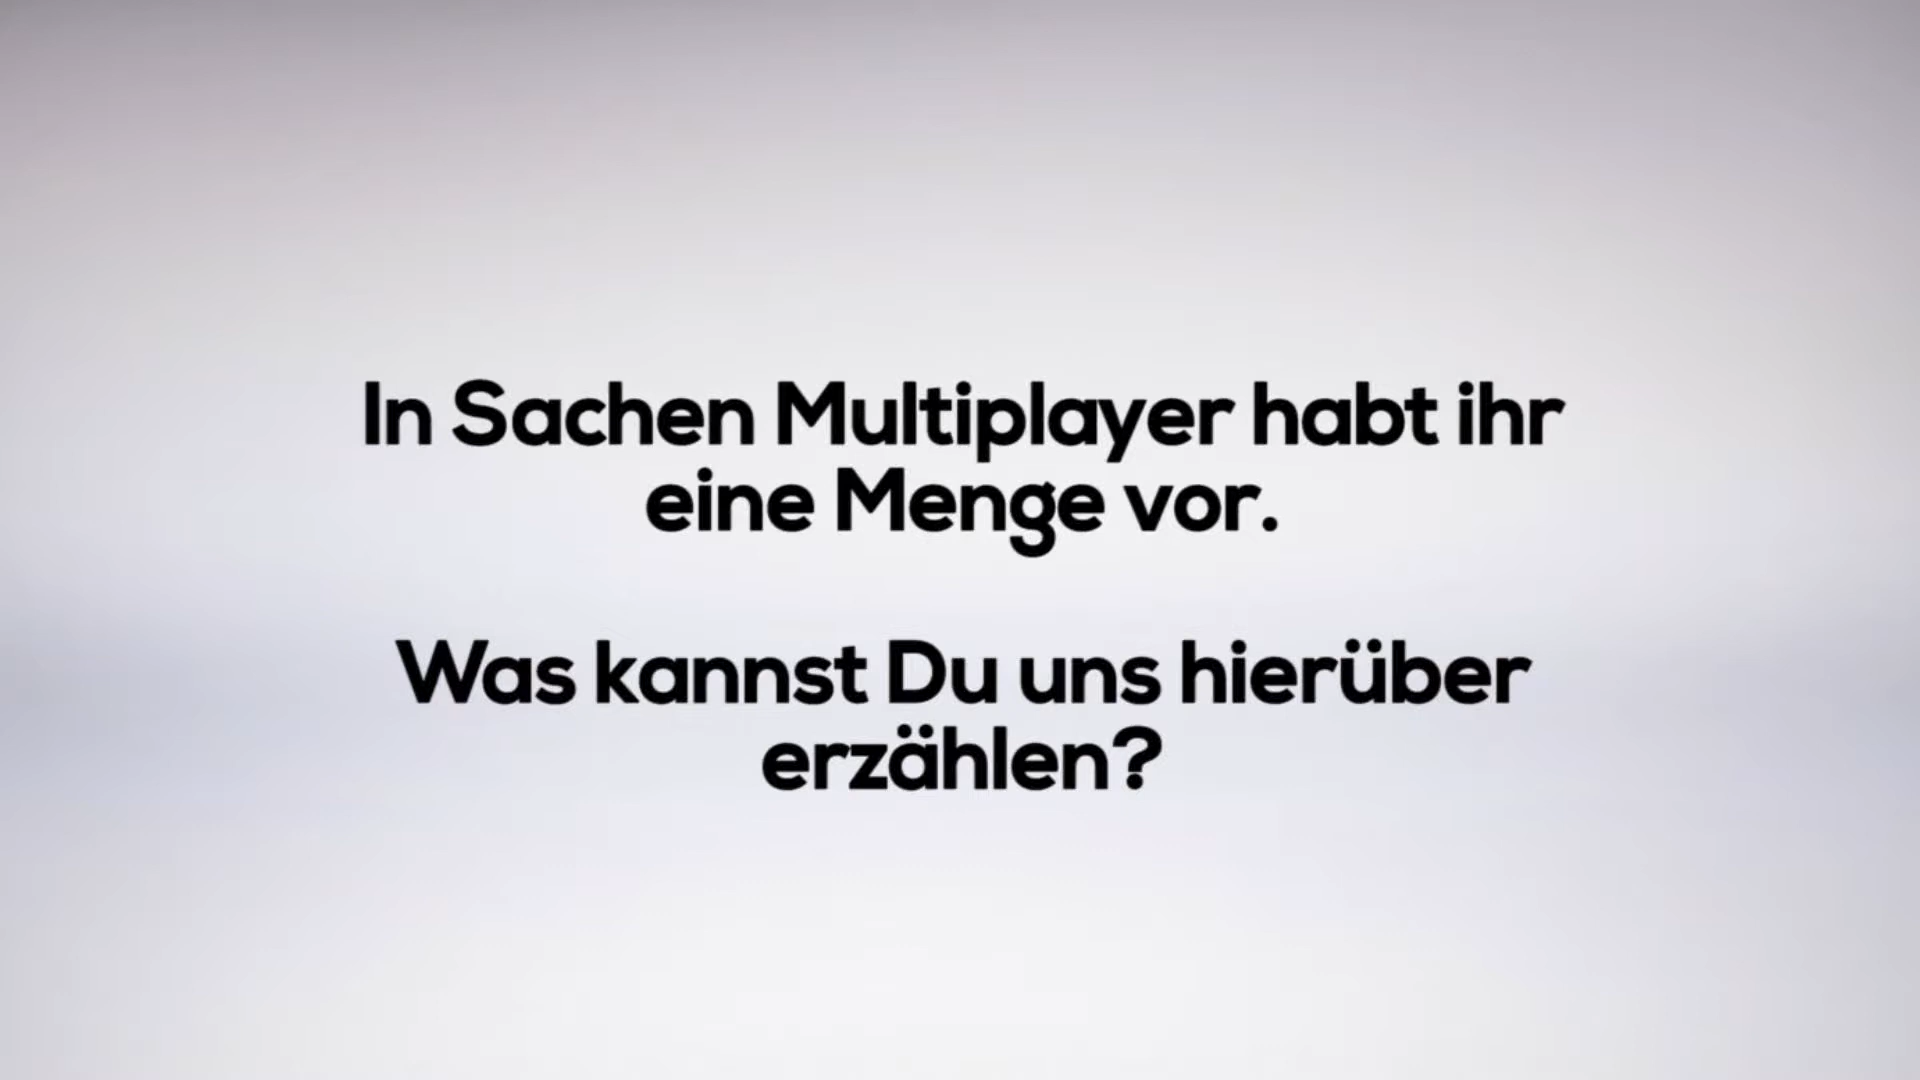 In Sachen Multiplayer habt ihr
eine Menge vor.
Was kannst Du uns hierüber
erzählen?